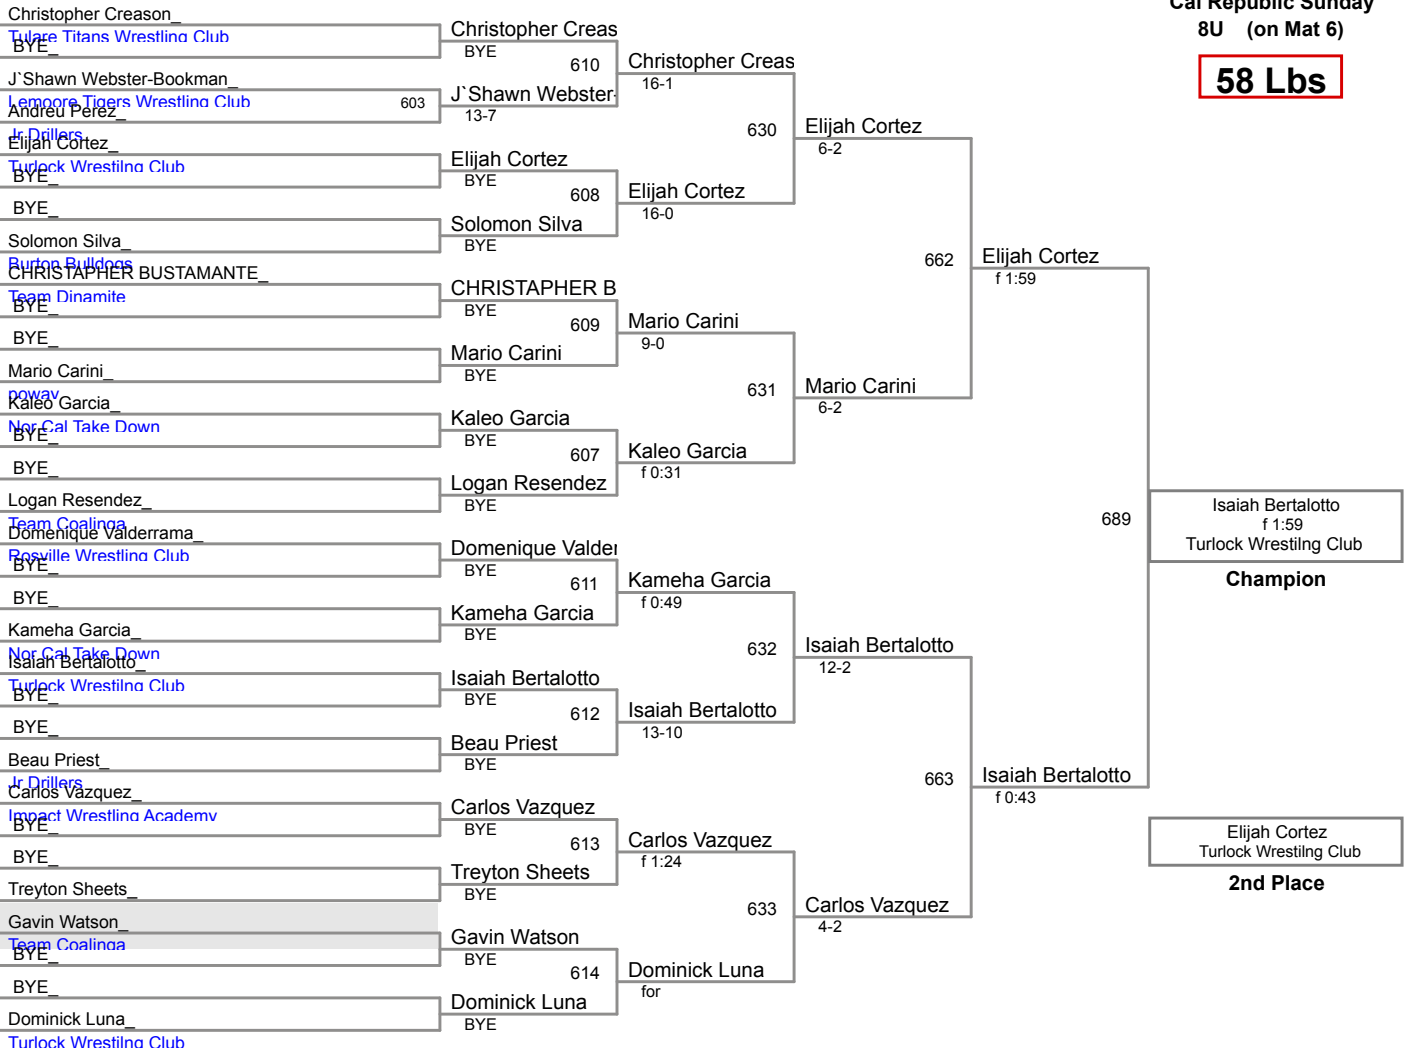 Cal Republic Sunday
8U (on Mat 6)
58 Lbs
Christopher Creason_
Tulare Titans Wrestling Club
BYE_
J`Shawn Webster-Bookman_
Lemoore Tigers Wrestling Club
603
Andreu Perez_
Jr Drillers
Elijah Cortez_
Turlock Wrestilng Club
BYE_
BYE_
Solomon Silva_
Burton Bulldogs
CHRISTAPHER BUSTAMANTE_
Team Dinamite
BYE_
BYE_
Mario Carini_
poway
Kaleo Garcia_
Nor Cal Take Down
BYE_
BYE_
Logan Resendez_
Team Coalinga
Domenique Valderrama_
Rosville Wrestling Club
BYE_
BYE_
Kameha Garcia_
Nor Cal Take Down
Isaiah Bertalotto_
Turlock Wrestilng Club
BYE_
BYE_
Beau Priest_
Jr Drillers
Carlos Vazquez_
Impact Wrestling Academy
BYE_
BYE_
Treyton Sheets_
Gavin Watson_
Team Coalinga
BYE_
BYE_
Dominick Luna_
Turlock Wrestilng Club
Christopher Creas
BYE
610
J`Shawn Webster-
13-7
Elijah Cortez
BYE
608
Solomon Silva
BYE
CHRISTAPHER B
BYE
609
Mario Carini
BYE
Kaleo Garcia
BYE
607
Logan Resendez
BYE
Domenique Valder
BYE
611
Kameha Garcia
BYE
Isaiah Bertalotto
BYE
612
Beau Priest
BYE
Carlos Vazquez
BYE
613
Treyton Sheets
BYE
Gavin Watson
BYE
614
Dominick Luna
BYE
Christopher Creas
16-1
630
Elijah Cortez
16-0
Mario Carini
9-0
631
Kaleo Garcia
f 0:31
Kameha Garcia
f 0:49
632
Isaiah Bertalotto
13-10
Carlos Vazquez
f 1:24
633
Dominick Luna
for
Elijah Cortez
6-2
662
Mario Carini
6-2
Isaiah Bertalotto
12-2
663
Carlos Vazquez
4-2
Elijah Cortez
f 1:59
689
Isaiah Bertalotto
f 0:43
Isaiah Bertalotto
f 1:59
Turlock Wrestilng Club
Champion
Elijah Cortez
Turlock Wrestilng Club
2nd Place